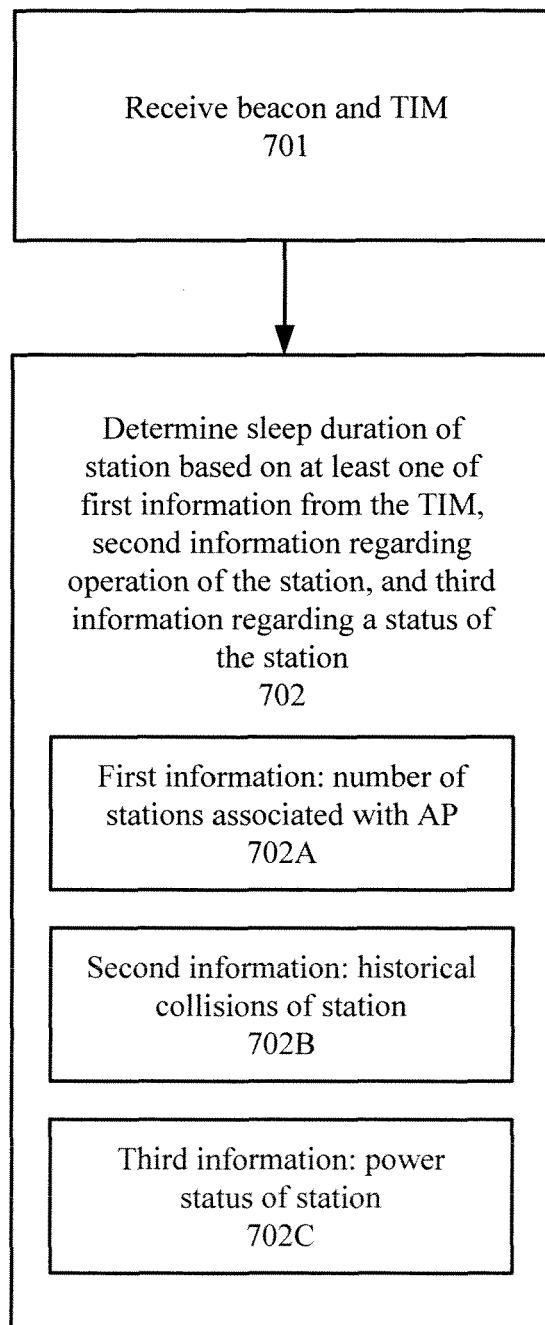 Receive beacon and TIM
701
Determine sleep duration of
station based on at least one of
first information from the TIM,
second information regarding
operation of the station, and third
information regarding a status of
the station
702
First information: number of
stations associated with AP
702A
Second information: historical
collisions of station
702B
Third information: power
status of station
702C